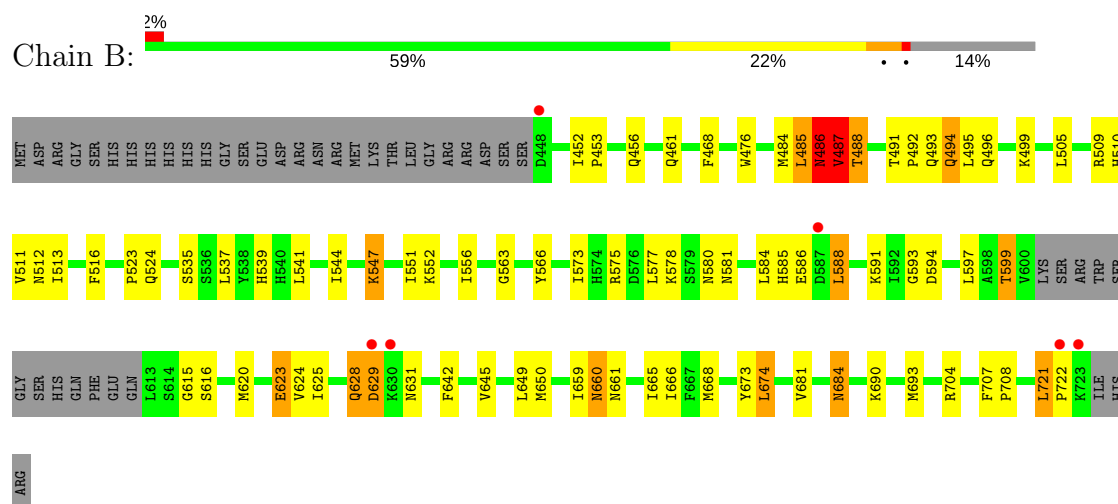 2%
Chain B:
59% 22% • • 14%
MET ASP ARG GLY SER HIS HIS HIS HIS HIS HIS GLY SER GLU ASP ARG ASN ARG MET LYS THR LEU GLY ARG ARG ASP SER SER D448 I452 P453 Q456 Q461 F468 W476 M484 L485 N486 V487 T488 T491 P492 Q493 Q494 L495 Q496 K499 L505 R509 H510
V511 N512 I513 F516 P523 Q524 S535 S536 L537 Y538 H539 H540 L541 I544 K547 I551 K552 I556 G563 Y566 I573 H574 R575 D576 L577 K578 S579 N580 N581 L584 H585 E586 D587 L588 K591 I592 G593 D594 L597 A598 T599 V600 LYS SER ARG TRP SER
GLY SER HIS GLN PHE GLU GLN L613 S614 G615 S616 M620 E623 V624 I625 Q628 D629 K630 N631 F642 V645 L649 M650 I659 N660 N661 I665 I666 F667 M668 Y673 L674 V681 N684 K690 M693 R704 F707 P708 L721 P722 K723 ILE HIS
ARG